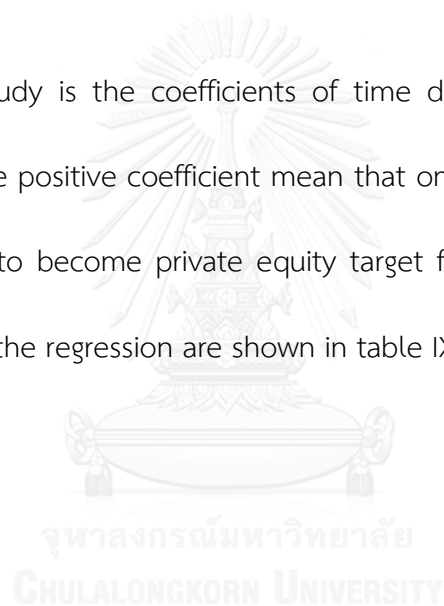 udy is the coefficients of time d
e positive coefficient mean that on
to become private equity target f
the regression are shown in table IX
จุฬาลงกรณ์มหาวิทยาลัย
CHULALONGKORN UNIVERSITY